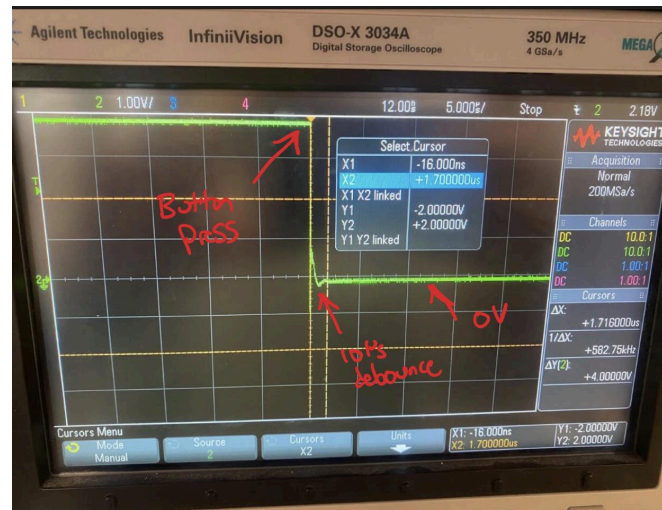 Agilent Technologies InfiniiVision DSO-X 3034A 350 MHz MEGA
Digital Storage Oscilloscope 4 GSa/s
1 2 1.00V/ 3 4 12.00s 5.000s/ Stop 2 2.18V
KEYSIGHT
TECHNOLOGIES
Acquisition
Normal
200MSa/s
Channels
DC 10.0:1
DC 10.0:1
DC 1.00:1
DC 1.00:1
Cursors
ΔX:
+1.716000us
1/ΔX:
+582.75kHz
ΔY(2):
+4.00000V
Select Cursor
X1 -16.000ns
X2 +1.700000us
X1 X2 linked
Y1 -2.00000V
Y2 +2.00000V
Y1 Y2 linked
T
2
Button
press
0V
debounce
Cursors Menu
Mode
Manual
Source
2
Cursors
X2
Units
X1: -16.000ns
X2: 1.700000us
Y1: -2.00000V
Y2: 2.00000V